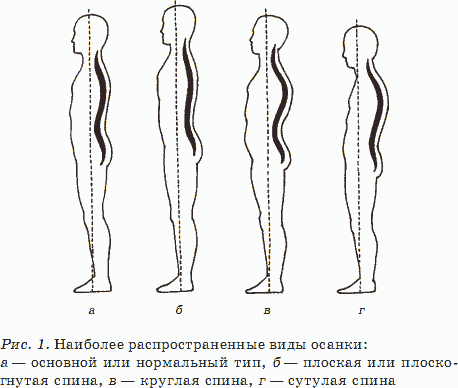 а б в г
Рис. 1. Наиболее распространенные виды осанки:
а — основной или нормальный тип, б — плоская или плоско-
гнутая спина, в — круглая спина, г — сутулая спина